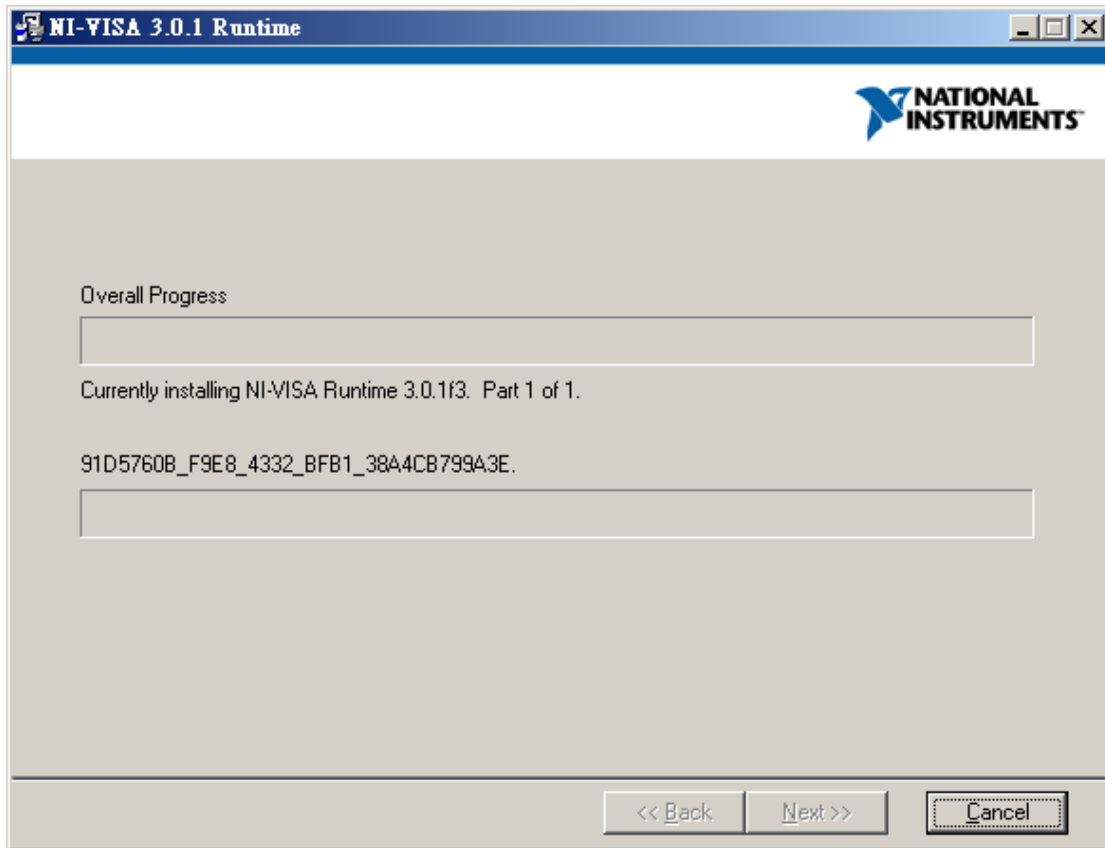 NI-VISA 3.0.1 Runtime
NATIONAL
INSTRUMENTS™
Overall Progress
Currently installing NI-VISA Runtime 3.0.1f3. Part 1 of 1.
91D5760B_F9E8_4332_BFB1_38A4CB799A3E.
<< Back
Next >>
Cancel